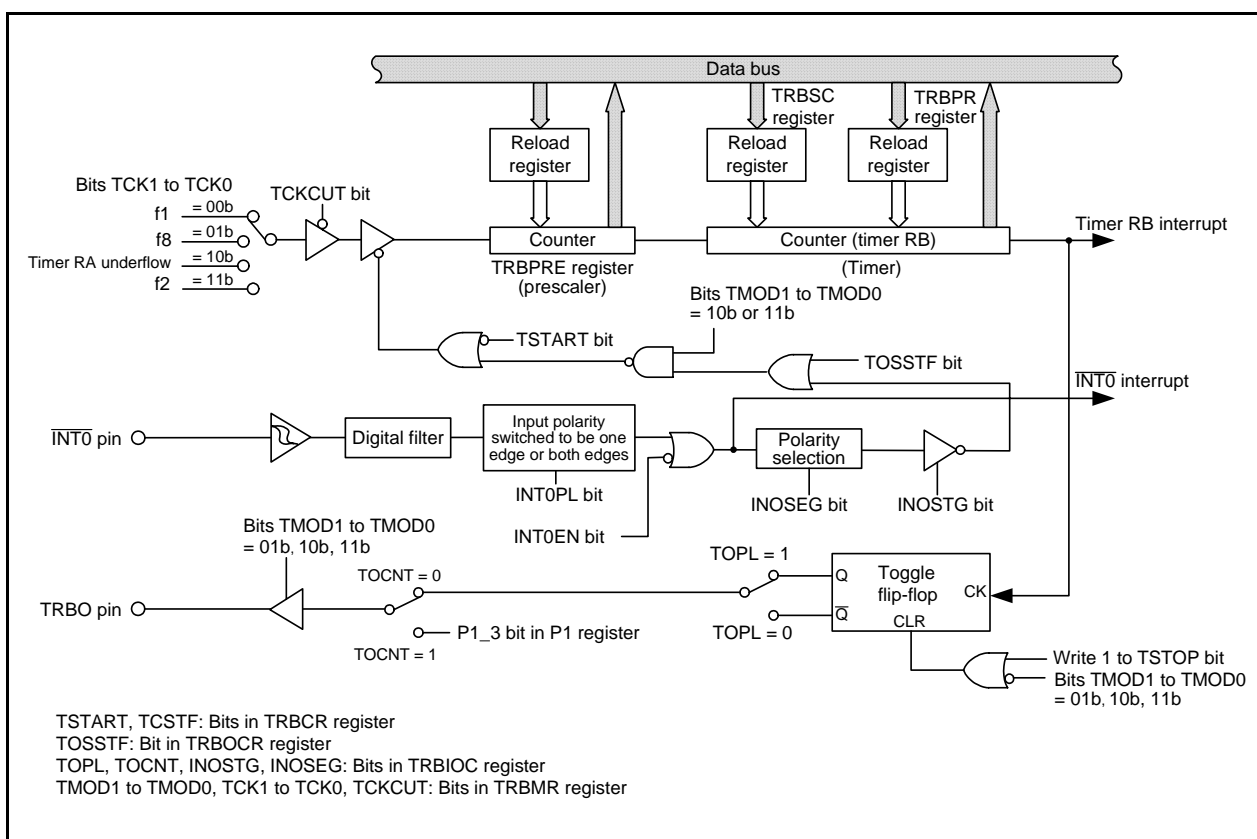 Data bus
TRBSC
register
TRBPR
register
Reload
register
Reload
register
Reload
register
Bits TCK1 to TCK0
TCKCUT bit
f1 = 00b
f8 = 01b
Timer RA underflow = 10b
f2 = 11b
Counter
TRBPRE register
(prescaler)
Counter (timer RB)
(Timer)
Timer RB interrupt
Bits TMOD1 to TMOD0
= 10b or 11b
TSTART bit
TOSSTF bit
INT0 interrupt
INT0 pin
Digital filter
Input polarity
switched to be one
edge or both edges
Polarity
selection
INT0PL bit
INOSEG bit
INOSTG bit
INT0EN bit
Bits TMOD1 to TMOD0
= 01b, 10b, 11b
TOCNT = 0
TOPL = 1
Q
Toggle
flip-flop
CK
Q
CLR
TRBO pin
P1_3 bit in P1 register
TOCNT = 1
TOPL = 0
Write 1 to TSTOP bit
Bits TMOD1 to TMOD0
= 01b, 10b, 11b
TSTART, TCSTF: Bits in TRBCR register
TOSSTF: Bit in TRBOCR register
TOPL, TOCNT, INOSTG, INOSEG: Bits in TRBIOC register
TMOD1 to TMOD0, TCK1 to TCK0, TCKCUT: Bits in TRBMR register